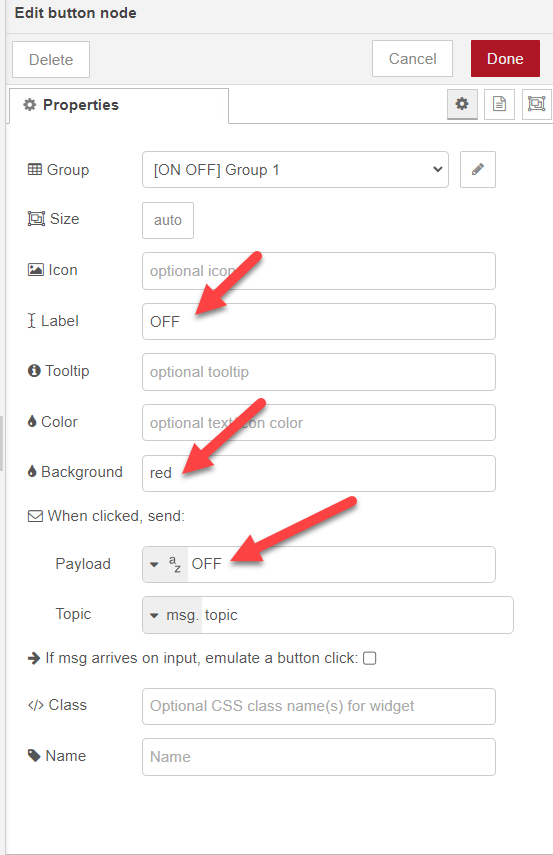 Edit button node
Delete
Cancel
Done
Properties
Group
[ON OFF] Group 1
Size
auto
Icon
optional icon
Label
OFF
Tooltip
optional tooltip
Color
optional text/icon color
Background
red
When clicked, send:
Payload
a z OFF
Topic
msg. topic
If msg arrives on input, emulate a button click:
</> Class
Optional CSS class name(s) for widget
Name
Name